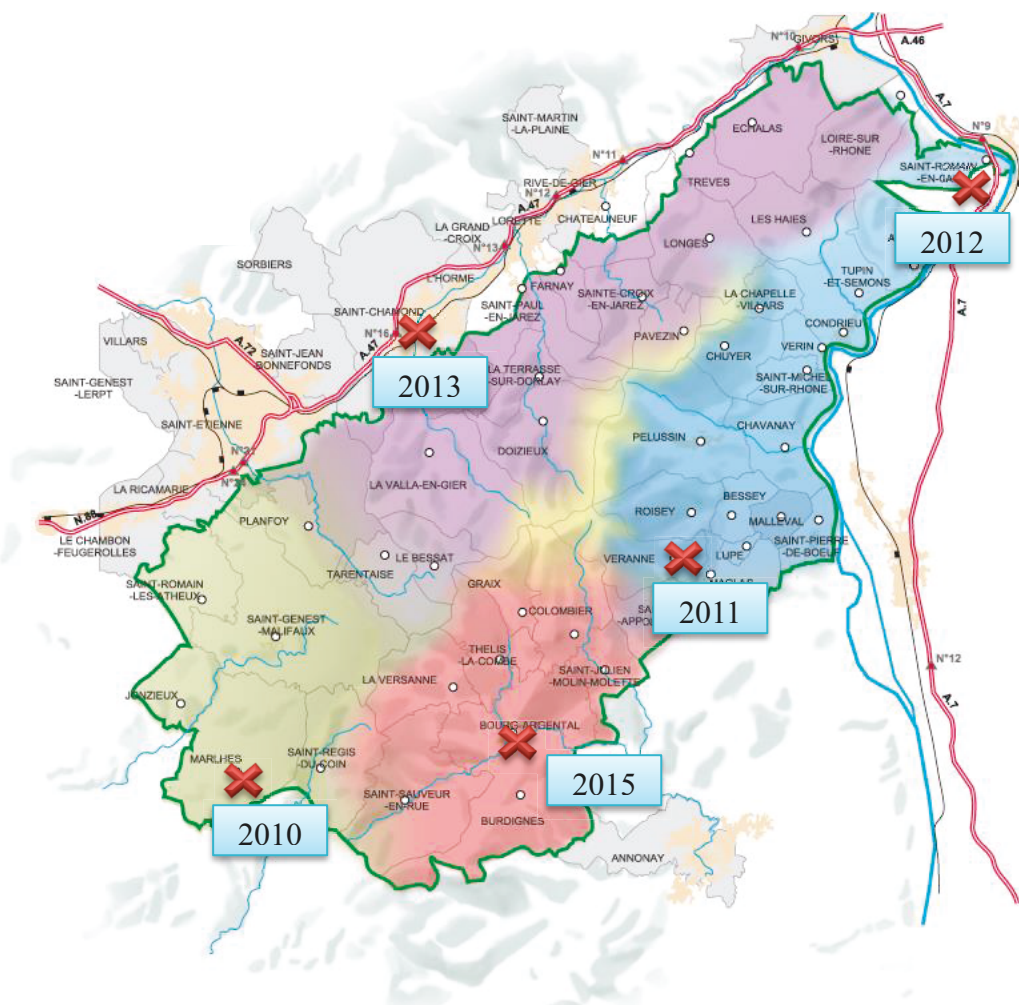 N°10
GIVORS
A.46
SAINT-MARTIN
-LA-PLAINE
A.7
N°9
ECHALAS
LOIRE-SUR
-RHONE
N°11
SAINT-ROMAIN
RIVE-DE-GIER
N°12
A.47
TREVES
2012
LORETTE
CHATEAUNEUF
LES HAIES
LA GRAND
-CROIX
N°13
LONGES
SORBIERS
L'HORME
FARNAY
TUPIN
-ET-SEMONS
SAINTE-CROIX
-EN-JAREZ
LA CHAPELLE
-VILLARS
SAINT-PAUL
-EN-JAREZ
A.7
SAINT-CHAMOND
N°16
PAVEZIN
CONDRIEU
VILLARS
A.72
A.47
VERIN
SAINT-JEAN
BONNEFONDS
CHUYER
2013
LA TERRASSE
-SUR-DORLAY
SAINT-MICHEL
-SUR-RHONE
SAINT-GENEST
-LERPT
SAINT-ETIENNE
CHAVANAY
PELUSSIN
DOIZIEUX
LA VALLA-EN-GIER
LA RICAMARIE
BESSEY
ROISEY
MALLEVAL
N.88
PLANFOY
LE CHAMBON
-FEUGEROLLES
SAINT-PIERRE
-DE-BOEUF
LE BESSAT
VERANNE
LUPE
TARENTAISE
GRAIX
SAINT-ROMAIN
-LES-ATHEUX
2011
COLOMBIER
SAINT-GENEST
-MALIFAUX
THELIS
-LA-COMBE
N°12
SAINT-JULIEN
-MOLIN-MOLETTE
LA VERSANNE
JONZIEUX
A.7
BOURG-ARGENTAL
MARLHES
SAINT-REGIS
-DU-COIN
2015
SAINT-SAUVEUR
-EN-RUE
BURDIGNES
2010
ANNONAY